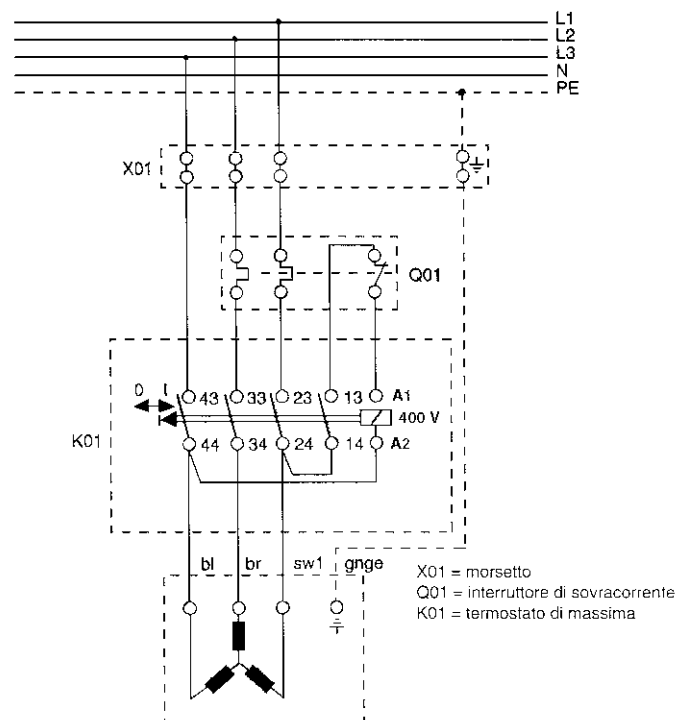 L1
L2
L3
N
PE
X01
Q01
0 I
43 33 23 13 A1
400 V
K01
44 34 24 14 A2
bl br sw1 gnge
X01 = morsetto
Q01 = interruttore di sovracorrente
K01 = termostato di massima